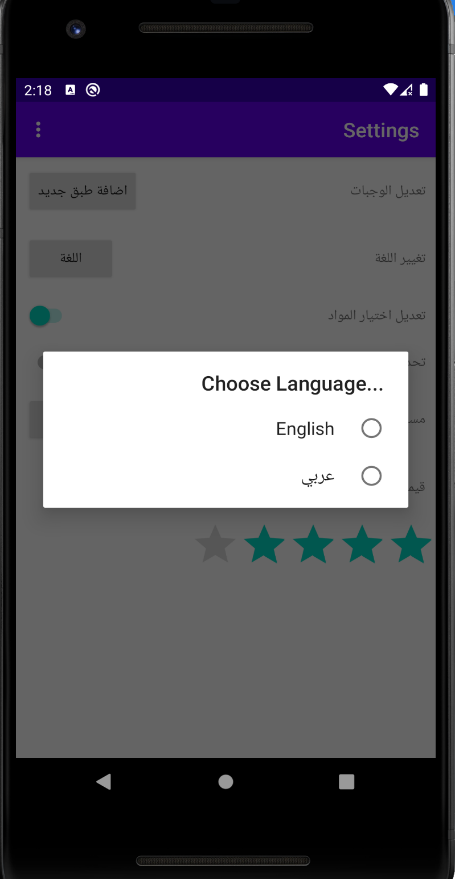 2:18
Settings
تعديل الوجبات
اضافة طبق جديد
تغيير اللغة
اللغة
تعديل اختيار المواد
Choose Language...
English
عربي